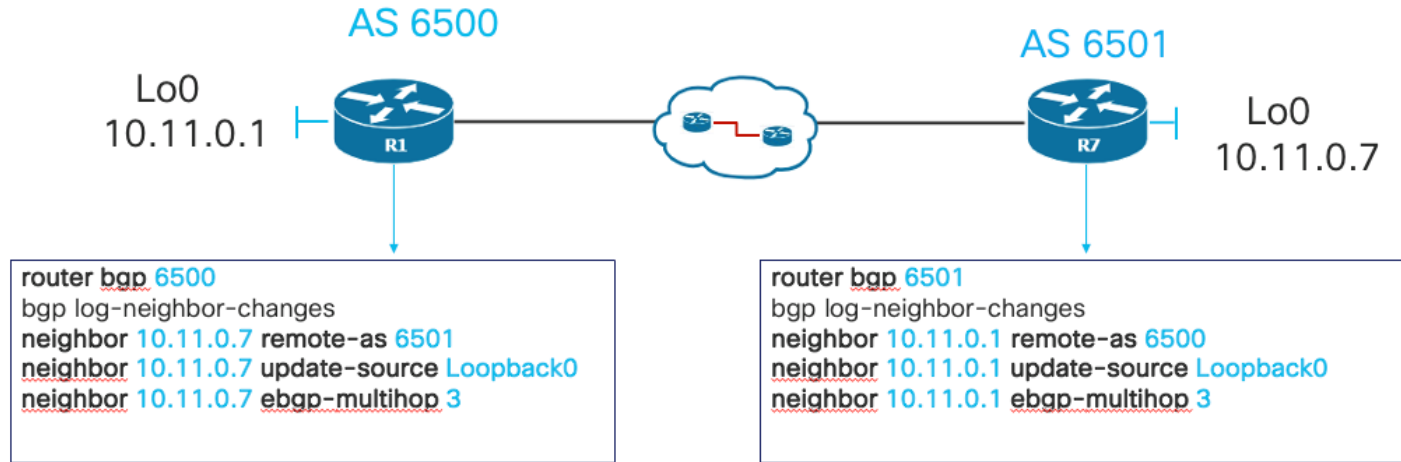 AS 6500
AS 6501
Lo0
10.11.0.1
R1
R7
Lo0
10.11.0.7
router bgp 6500
bgp log-neighbor-changes
neighbor 10.11.0.7 remote-as 6501
neighbor 10.11.0.7 update-source Loopback0
neighbor 10.11.0.7 ebgp-multihop 3
router bgp 6501
bgp log-neighbor-changes
neighbor 10.11.0.1 remote-as 6500
neighbor 10.11.0.1 update-source Loopback0
neighbor 10.11.0.1 ebgp-multihop 3